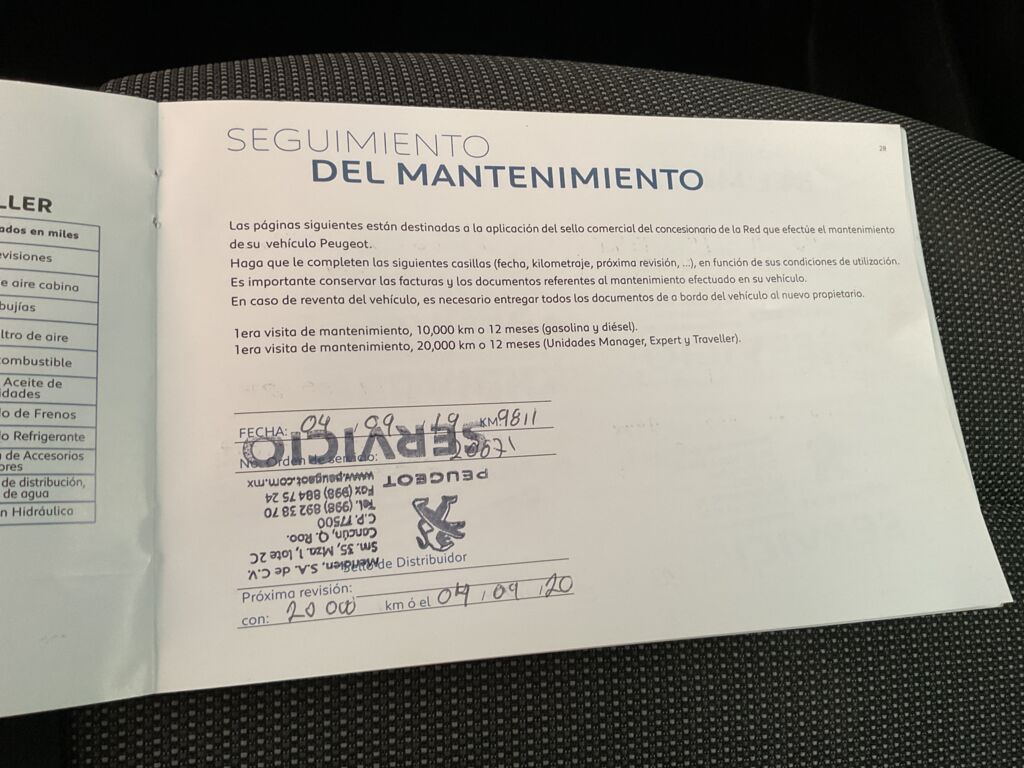 LLER
ados en miles
evisiones
e aire cabina
bujías
ltro de aire
ombustible
Aceite de
idades
o de Frenos
o Refrigerante
a de Accesorios
ores
de distribución,
de agua
n Hidráulica
28
SEGUIMIENTO
DEL MANTENIMIENTO
Las páginas siguientes están destinadas a la aplicación del sello comercial del concesionario de la Red que efectúe el mantenimiento
de su vehículo Peugeot.
Haga que le completen las siguientes casillas (fecha, kilometraje, próxima revisión, ...), en función de sus condiciones de utilización.
Es importante conservar las facturas y los documentos referentes al mantenimiento efectuado en su vehículo.
En caso de reventa del vehículo, es necesario entregar todos los documentos de a bordo del vehículo al nuevo propietario.
1era visita de mantenimiento, 10,000 km o 12 meses (gasolina y diésel).
1era visita de mantenimiento, 20,000 km o 12 meses (Unidades Manager, Expert y Traveller).
FECHA: 04 / 09 / 19 KM: 9811
No. Orden de servicio: 20671
Sello de Distribuidor
Meridien, S.A. de C.V.
Sm. 35, Mza. 1, lote 2C
Cancún, Q. Roo.
C.P. 77500
Tel. (998) 892 38 70
Fax (998) 884 75 24
www.peugeot.com.mx
PEUGEOT
SERVICIO
Próxima revisión:
con: 20 000 km ó el 04 / 09 / 20